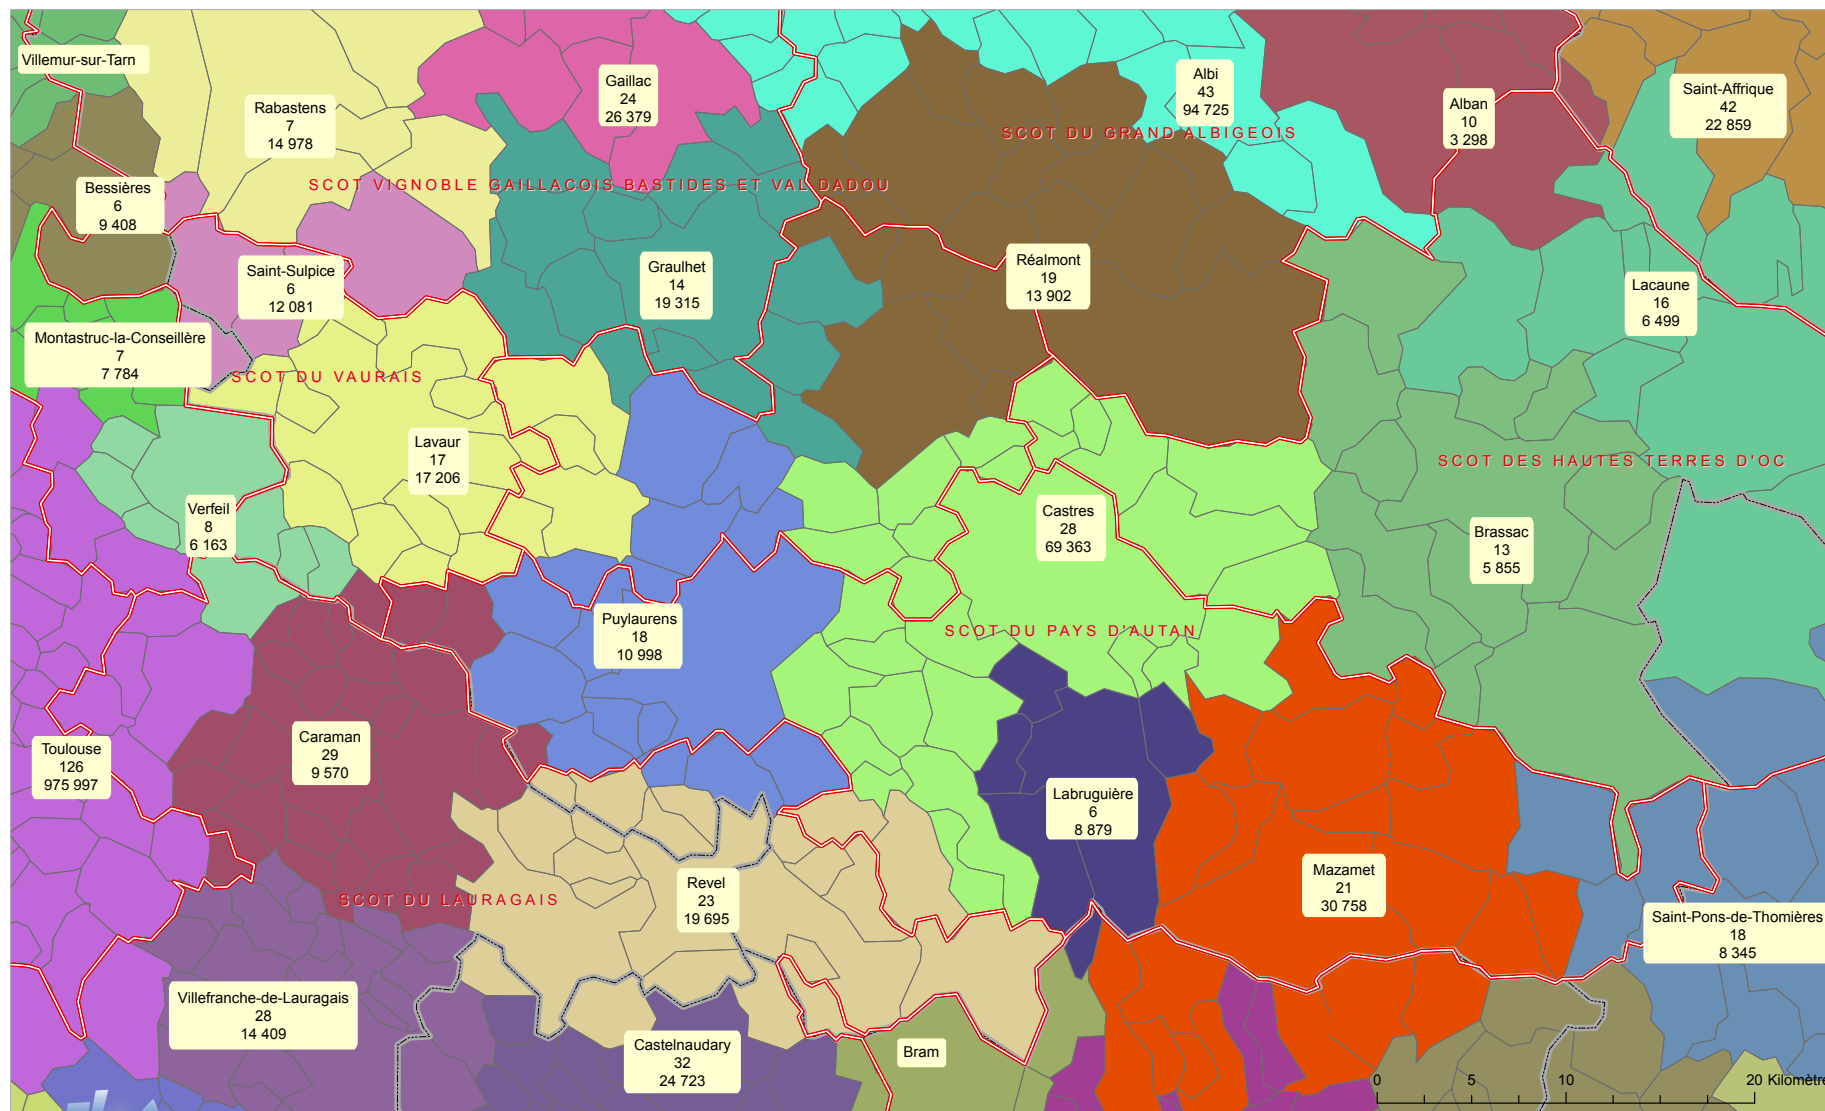 Villemur-sur-Tarn
Rabastens
7
14 978
Gaillac
24
26 379
Albi
43
94 725
Alban
10
3 298
Saint-Affrique
42
22 859
SCOT DU GRAND ALBIGEOIS
SCOT VIGNOBLE GAILLACOIS BASTIDES ET VAL DADOU
Bessières
6
9 408
Saint-Sulpice
6
12 081
Graulhet
14
19 315
Réalmont
19
13 902
Lacaune
16
6 499
Montastruc-la-Conseillère
7
7 784
SCOT DU VAURAIS
Lavaur
17
17 206
SCOT DES HAUTES TERRES D'OC
Verfeil
8
6 163
Castres
28
69 363
Brassac
13
5 855
Puylaurens
18
10 998
SCOT DU PAYS D'AUTAN
Toulouse
126
975 997
Caraman
29
9 570
Labruguière
6
8 879
Mazamet
21
30 758
SCOT DU LAURAGAIS
Revel
23
19 695
Saint-Pons-de-Thomières
18
8 345
Villefranche-de-Lauragais
28
14 409
Castelnaudary
32
24 723
Bram
0 5 10 20 Kilomètre